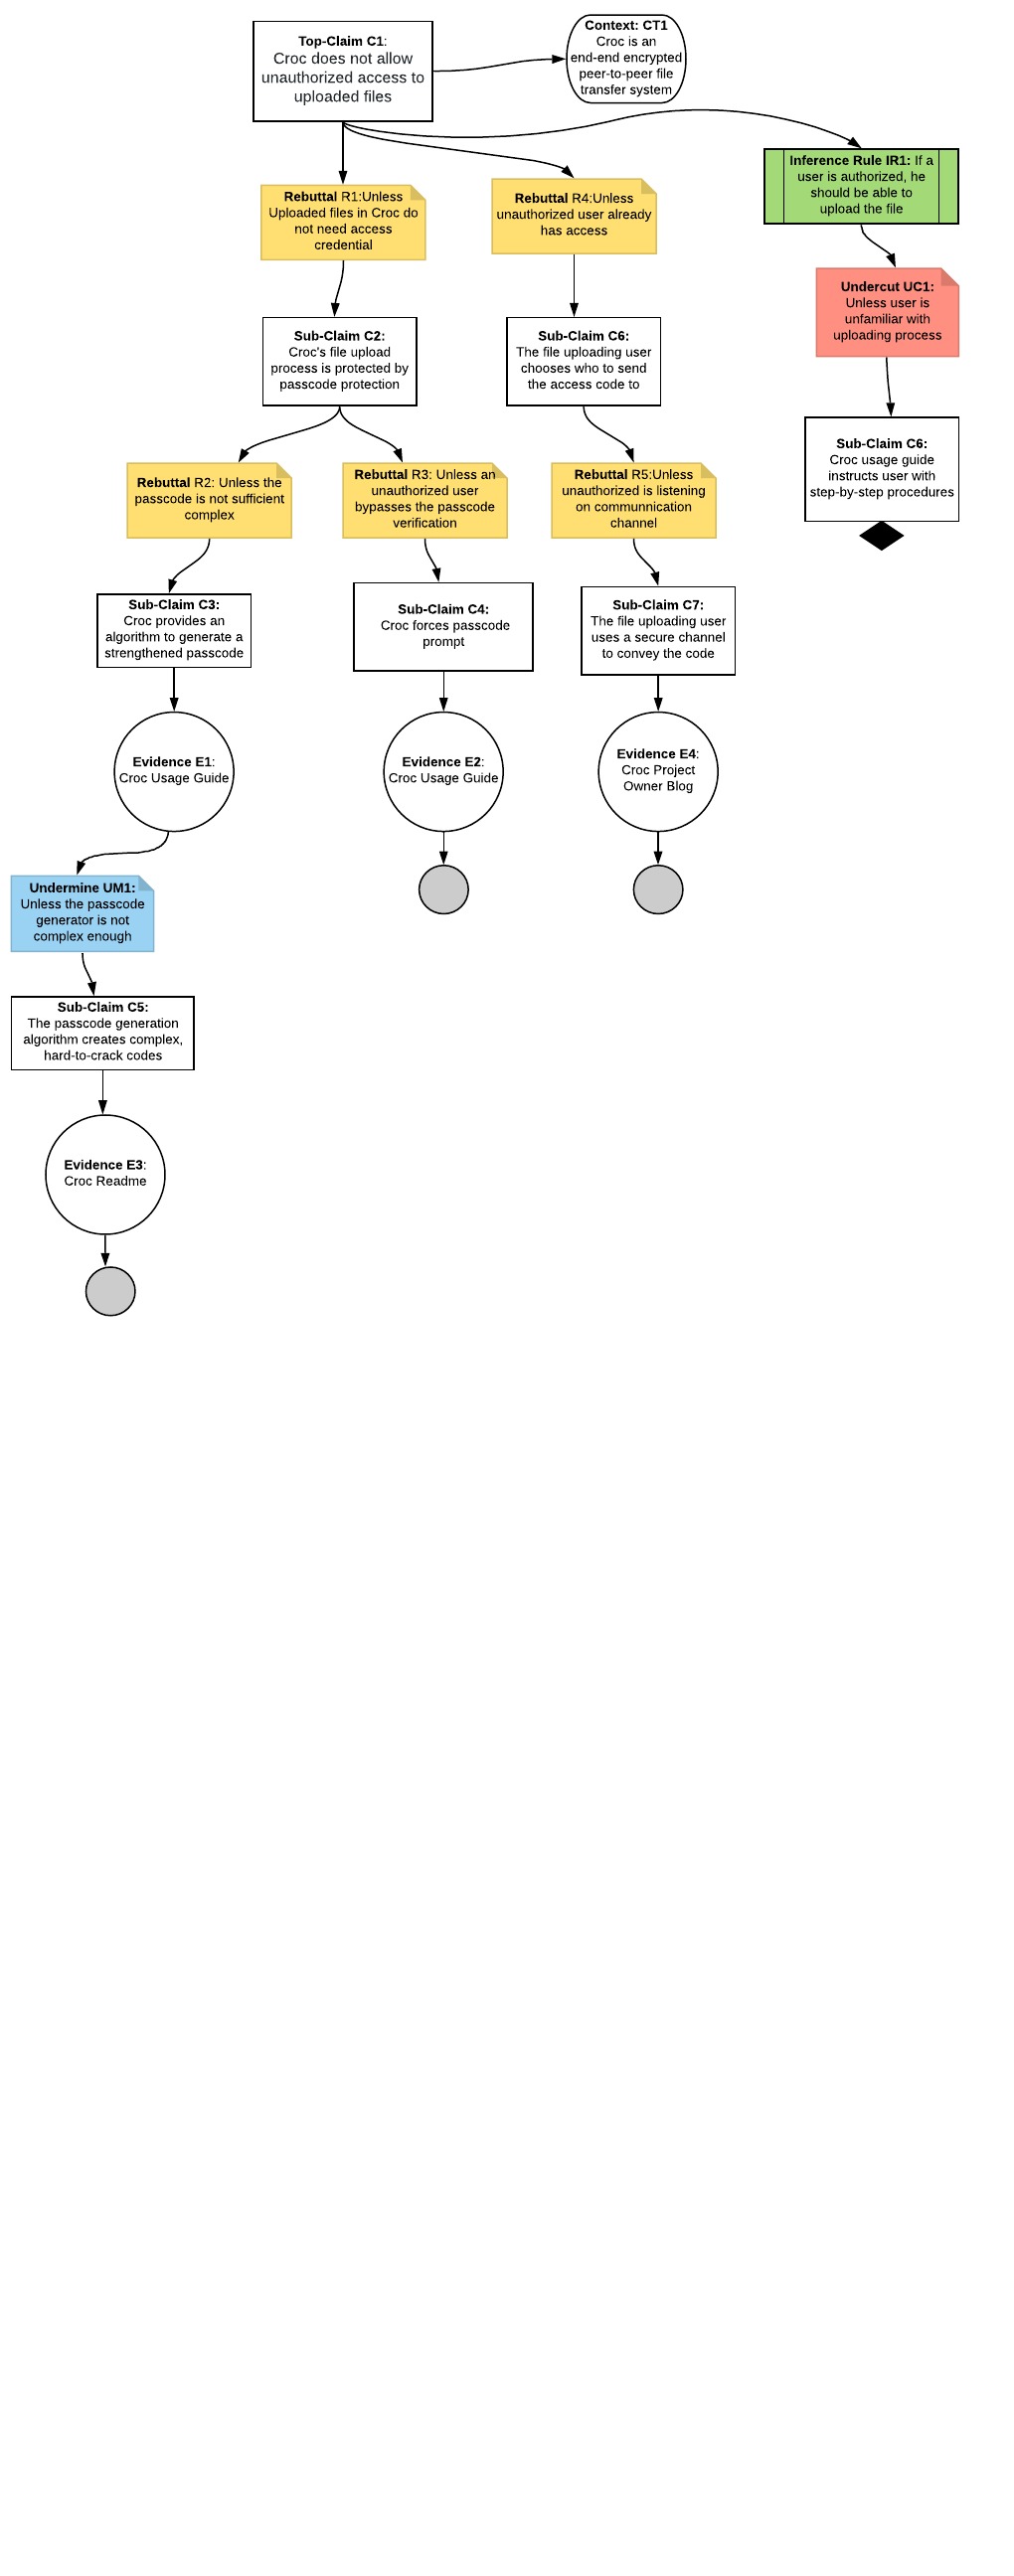 Top-Claim C1:
Croc does not allow
unauthorized access to
uploaded files
Context: CT1
Croc is an
end-end encrypted
peer-to-peer file
transfer system
Inference Rule IR1: If a
user is authorized, he
should be able to
upload the file
Rebuttal R1:Unless
Uploaded files in Croc do
not need access
credential
Rebuttal R4:Unless
unauthorized user already
has access
Undercut UC1:
Unless user is
unfamiliar with
uploading process
Sub-Claim C2:
Croc's file upload
process is protected by
passcode protection
Sub-Claim C6:
The file uploading user
chooses who to send
the access code to
Sub-Claim C6:
Croc usage guide
instructs user with
step-by-step procedures
Rebuttal R2: Unless the
passcode is not sufficient
complex
Rebuttal R3: Unless an
unauthorized user
bypasses the passcode
verification
Rebuttal R5:Unless
unauthorized is listening
on communnication
channel
Sub-Claim C3:
Croc provides an
algorithm to generate a
strengthened passcode
Sub-Claim C4:
Croc forces passcode
prompt
Sub-Claim C7:
The file uploading user
uses a secure channel
to convey the code
Evidence E1:
Croc Usage Guide
Evidence E2:
Croc Usage Guide
Evidence E4:
Croc Project
Owner Blog
Undermine UM1:
Unless the passcode
generator is not
complex enough
Sub-Claim C5:
The passcode generation
algorithm creates complex,
hard-to-crack codes
Evidence E3:
Croc Readme